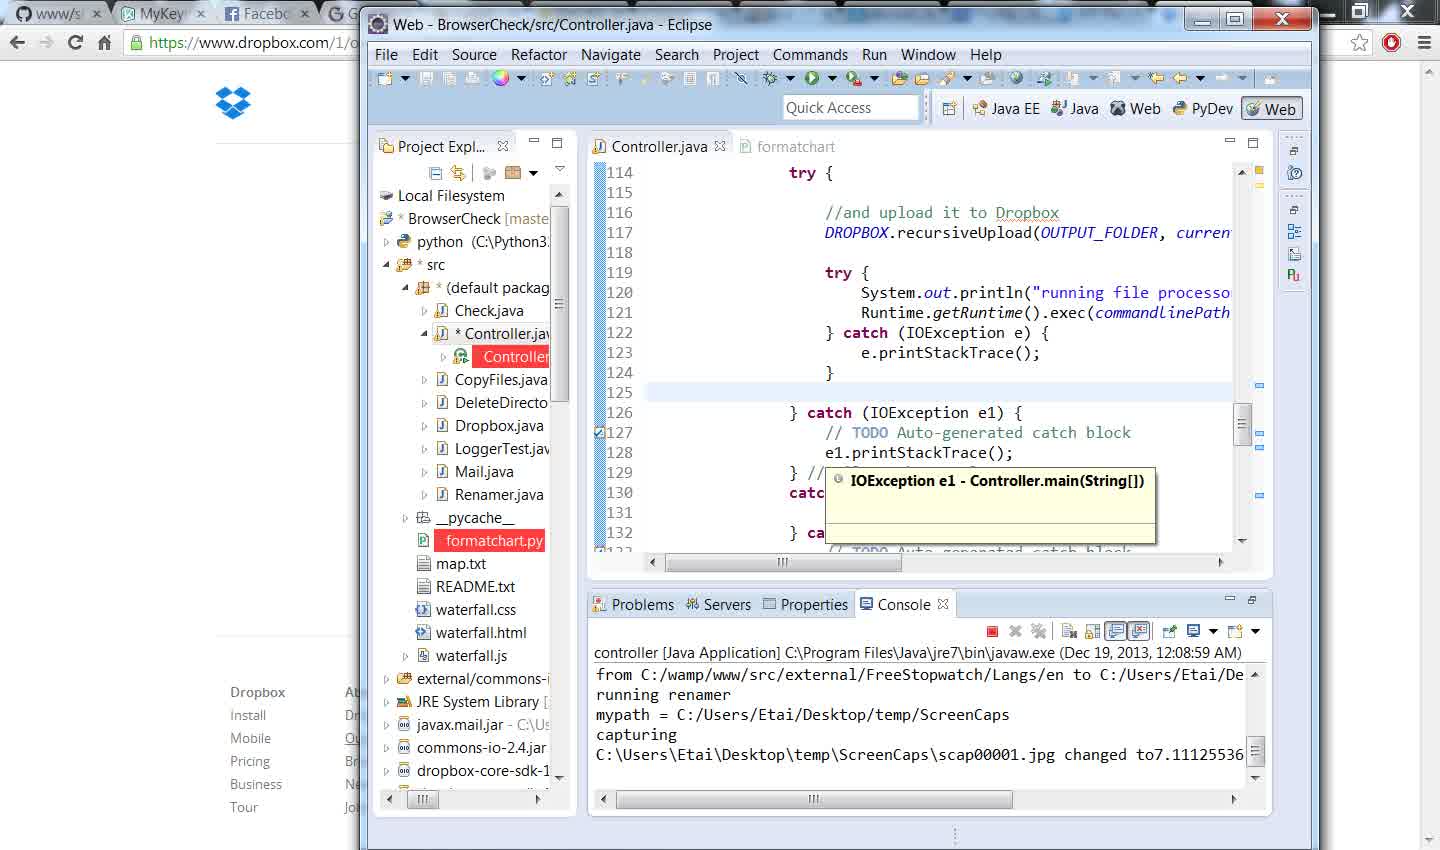 www/s
MyKey
Facebo
G
Web - BrowserCheck/src/Controller.java - Eclipse
https://www.dropbox.com/1/o
File Edit Source Refactor Navigate Search Project Commands Run Window Help
Quick Access
Java EE Java Web PyDev Web
Project Expl...
Local Filesystem
* BrowserCheck [maste
python (C:\Python3
* src
* (default packag
Check.java
* Controller.jav
Controller
CopyFiles.java
DeleteDirecto
Dropbox.java
LoggerTest.jav
Mail.java
Renamer.java
__pycache__
formatchart.py
map.txt
README.txt
waterfall.css
waterfall.html
waterfall.js
external/commons-i
JRE System Library [
javax.mail.jar - C:\Us
commons-io-2.4.jar
dropbox-core-sdk-1
Controller.java formatchart
114 try {
115
116 //and upload it to Dropbox
117 DROPBOX.recursiveUpload(OUTPUT_FOLDER, curren
118
119 try {
120 System.out.println("running file processo
121 Runtime.getRuntime().exec(commandlinePath
122 } catch (IOException e) {
123 e.printStackTrace();
124 }
125
126 } catch (IOException e1) {
127 // TODO Auto-generated catch block
128 e1.printStackTrace();
129 } //
130 catc
131
132 } ca
IOException e1 - Controller.main(String[])
133 // TODO Auto-generated catch block
Problems Servers Properties Console
controller [Java Application] C:\Program Files\Java\jre7\bin\javaw.exe (Dec 19, 2013, 12:08:59 AM)
from C:/wamp/www/src/external/FreeStopwatch/Langs/en to C:/Users/Etai/De
running renamer
mypath = C:/Users/Etai/Desktop/temp/ScreenCaps
capturing
C:\Users\Etai\Desktop\temp\ScreenCaps\scap00001.jpg changed to7.11125536
Dropbox
Install
Mobile
Pricing
Business
Tour
Ab
Dr
Ou
Br
Ne
Jo